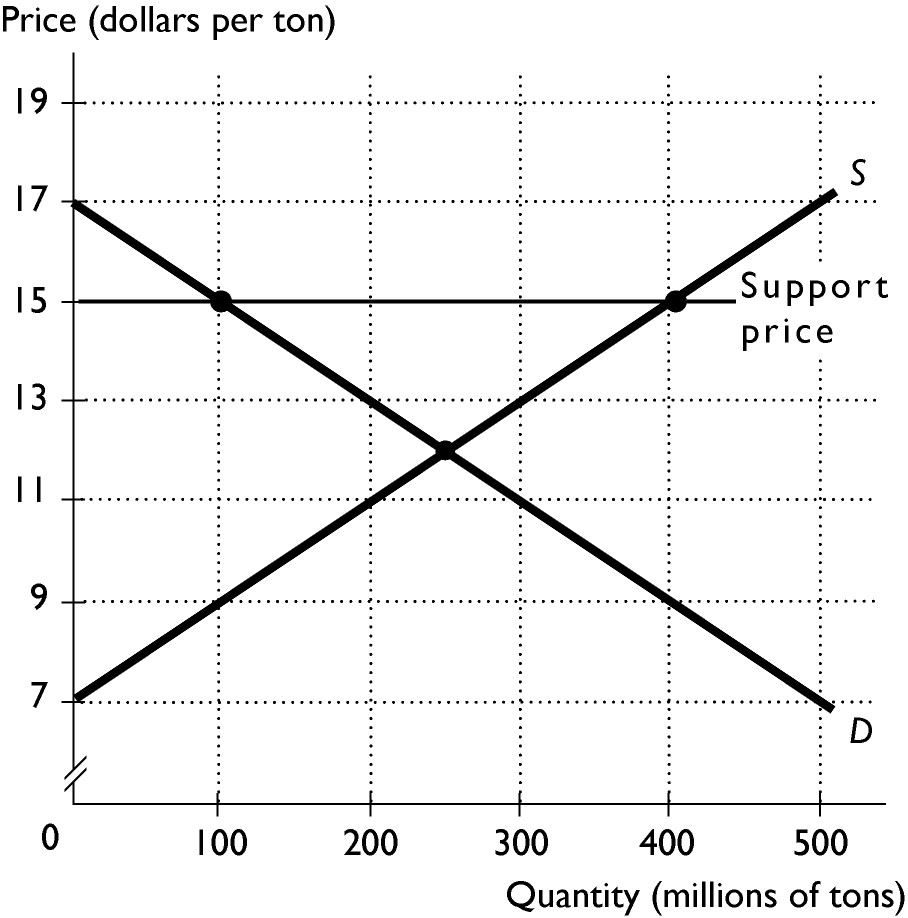 Price (dollars per ton)
19
17
15
13
11
9
7
0
100 200 300 400 500
Quantity (millions of tons)
S
Support
price
D